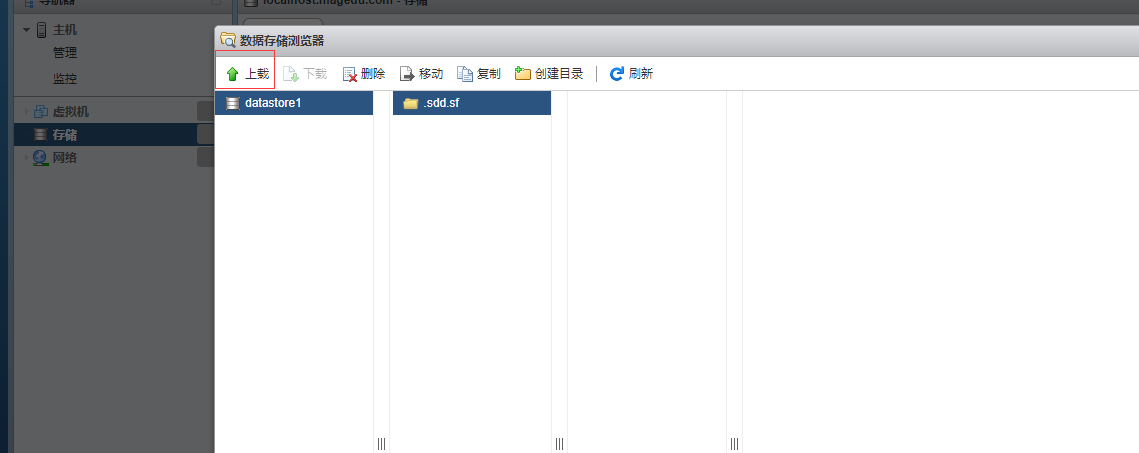 导航器
localhost.magedu.com - 存储
主机
管理
监控
虚拟机
存储
网络
数据存储浏览器
上载 下载 删除 移动 复制 创建目录 刷新
datastore1 .sdd.sf